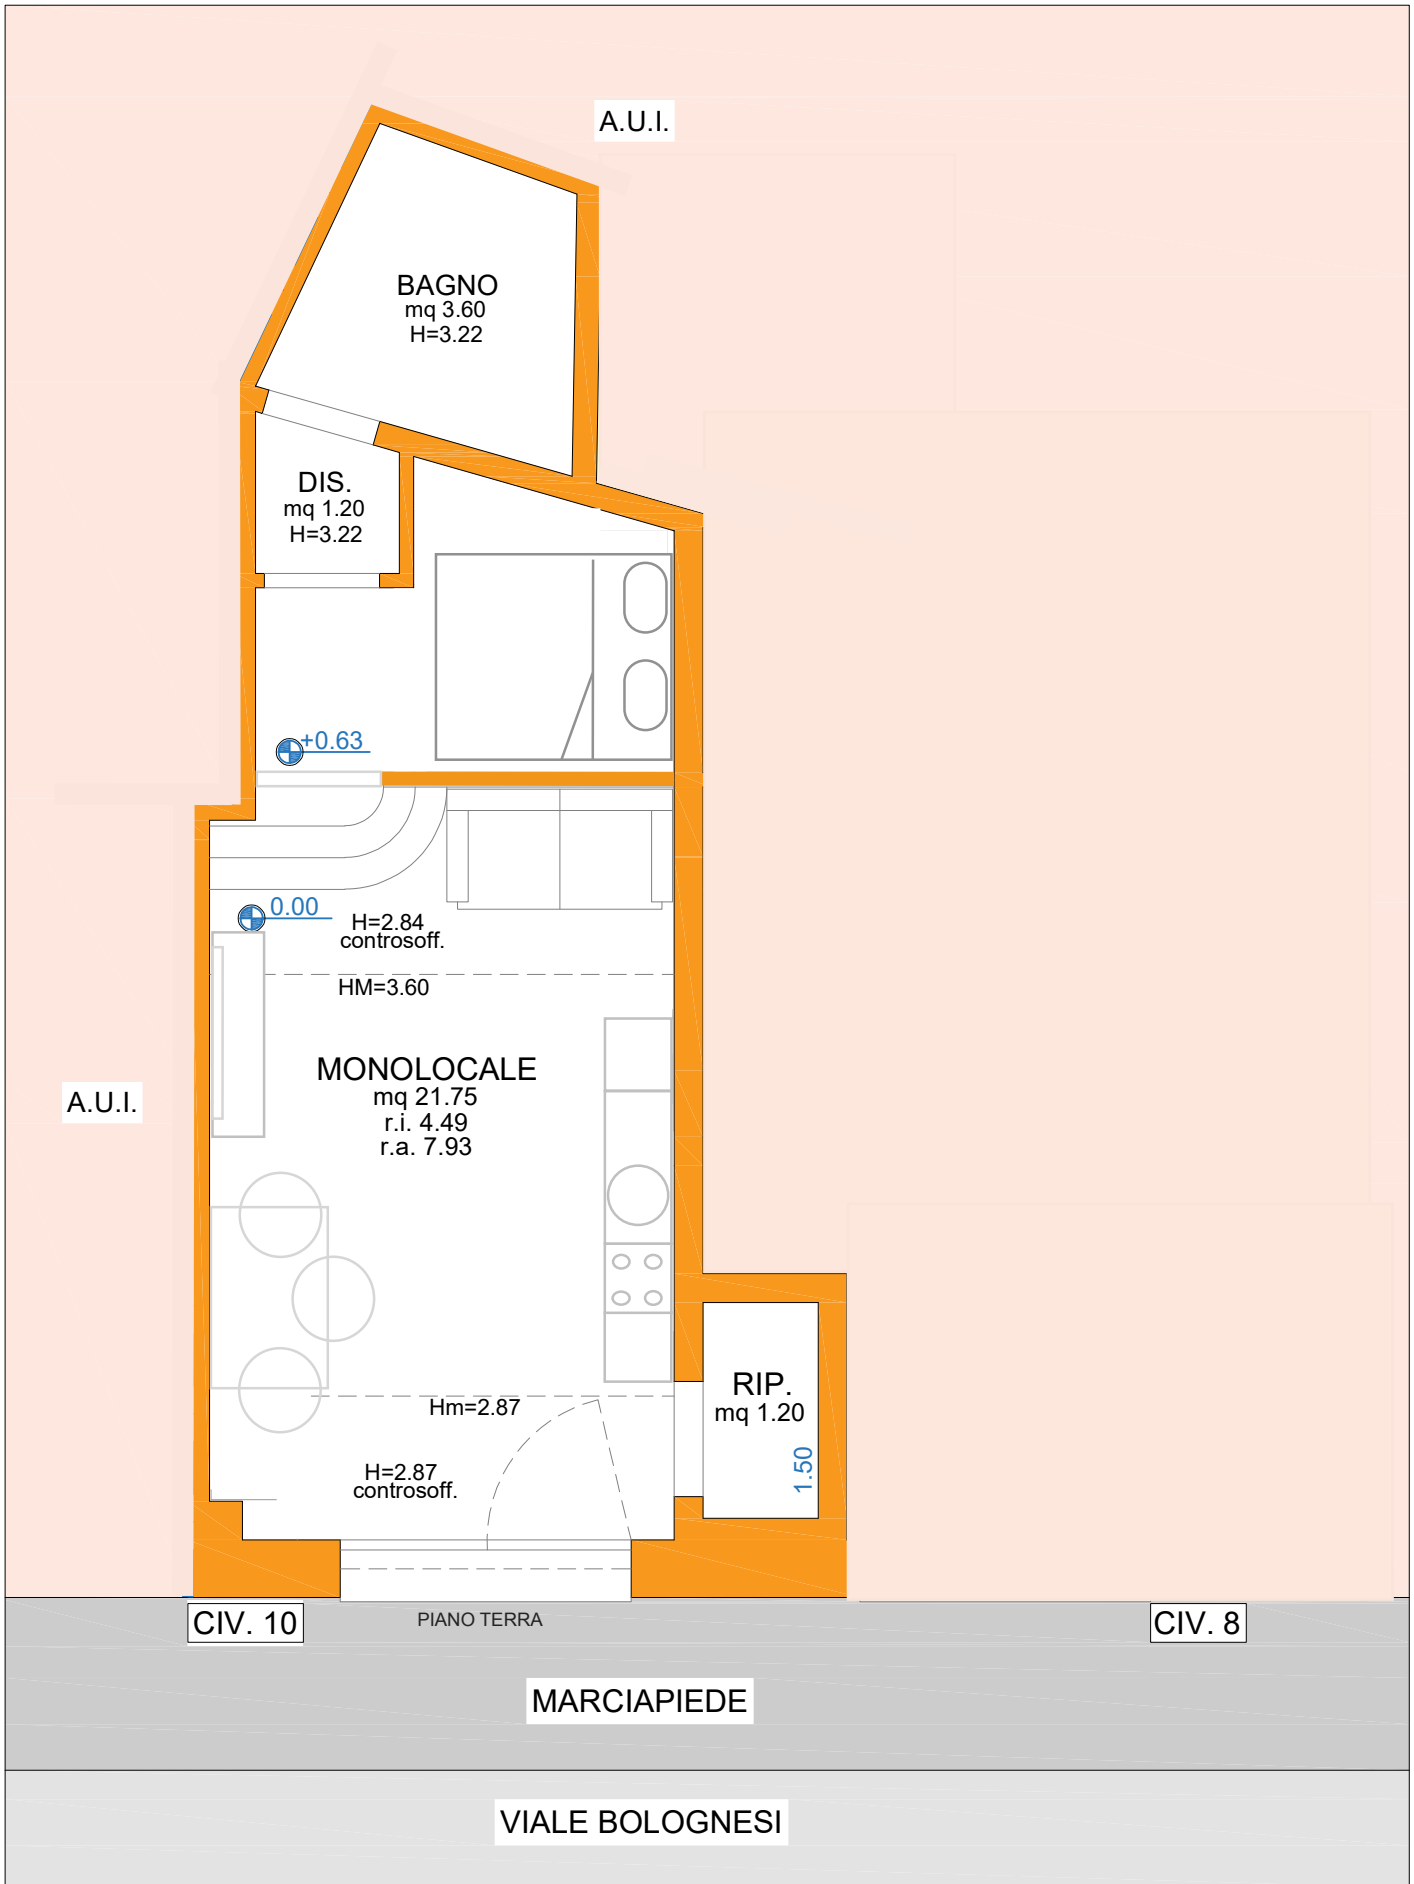 A.U.I.
BAGNO
mq 3.60
H=3.22
DIS.
mq 1.20
H=3.22
+0.63
0.00
H=2.84
controsoff.
HM=3.60
MONOLOCALE
mq 21.75
r.i. 4.49
r.a. 7.93
A.U.I.
RIP.
mq 1.20
1.50
Hm=2.87
H=2.87
controsoff.
CIV. 10
PIANO TERRA
CIV. 8
MARCIAPIEDE
VIALE BOLOGNESI